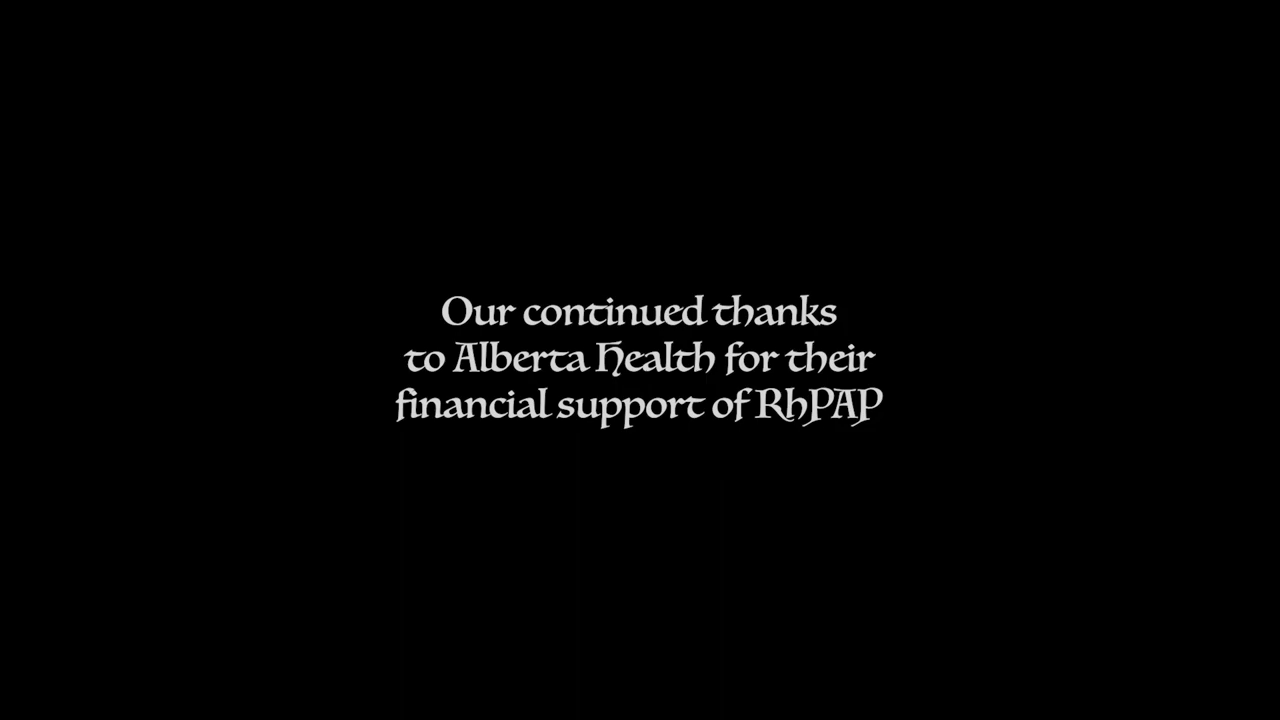 Our continued thanks
to Alberta Health for their
financial support of RhPAP